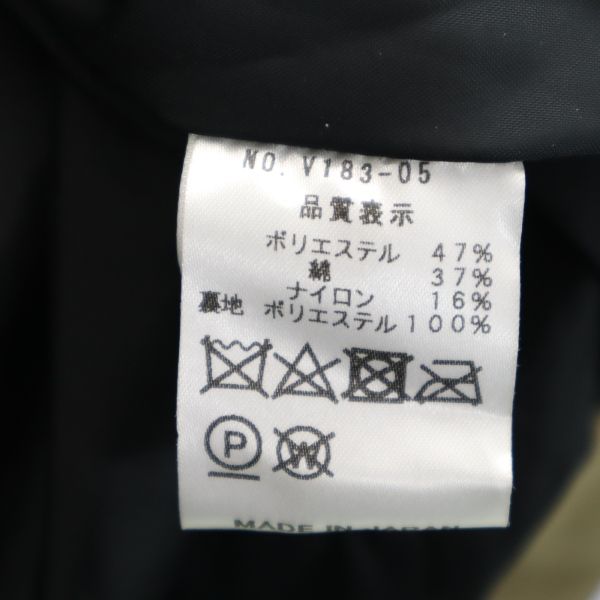 NO. V183-05
品質表示
ポリエステル 47%
綿 37%
ナイロン 16%
裏地 ポリエステル 100%
P W
MADE IN JAPAN